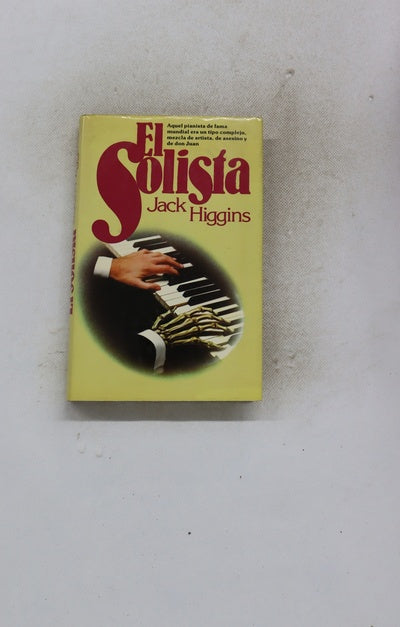 Aquel pianista de fama
mundial era un tipo complejo,
mezcla de artista, de asesino y
de don Juan
El
Solista
Jack Higgins